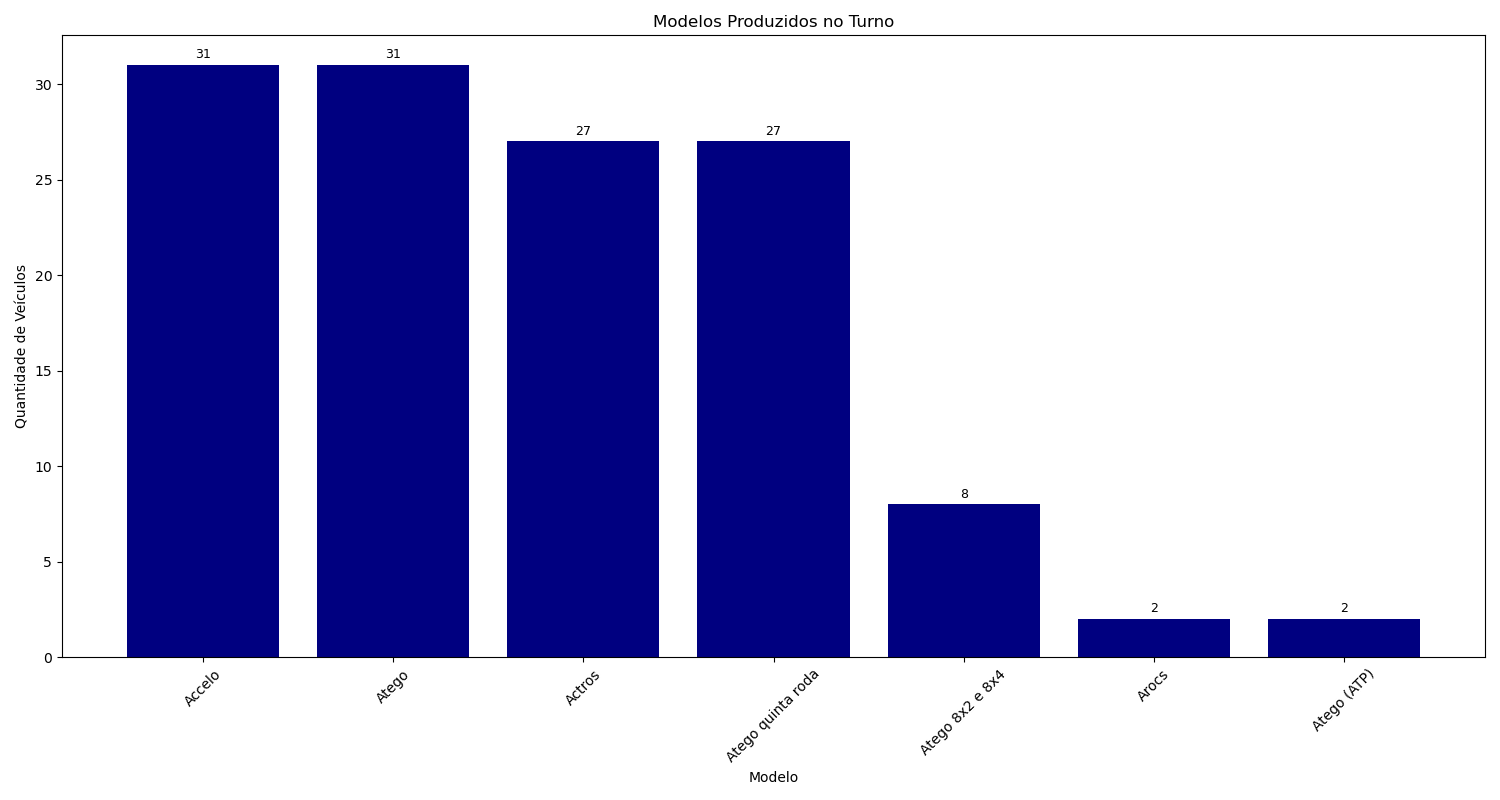 Modelos Produzidos no Turno
31
31
27
27
8
2
2
30
25
20
15
10
5
0
Quantidade de Veículos
Accelo
Atego
Actros
Atego quinta roda
Atego 8x2 e 8x4
Arocs
Atego (ATP)
Modelo